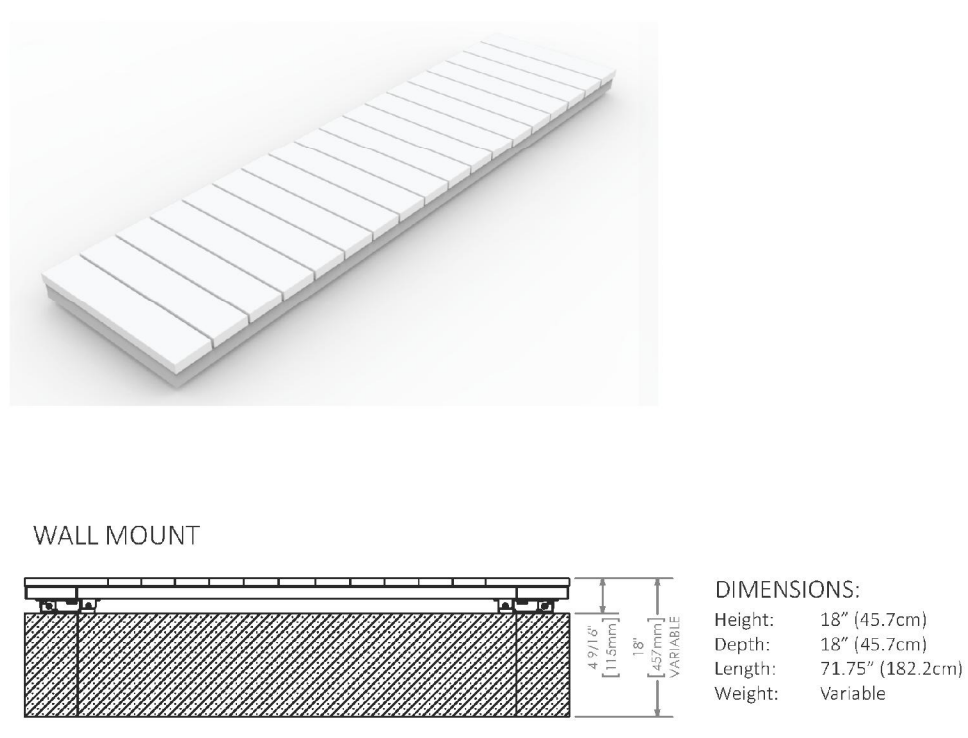 WALL MOUNT
4 9/16"
[115mm]
18"
[457mm]
VARIABLE
DIMENSIONS:
Height: 18” (45.7cm)
Depth: 18” (45.7cm)
Length: 71.75” (182.2cm)
Weight: Variable